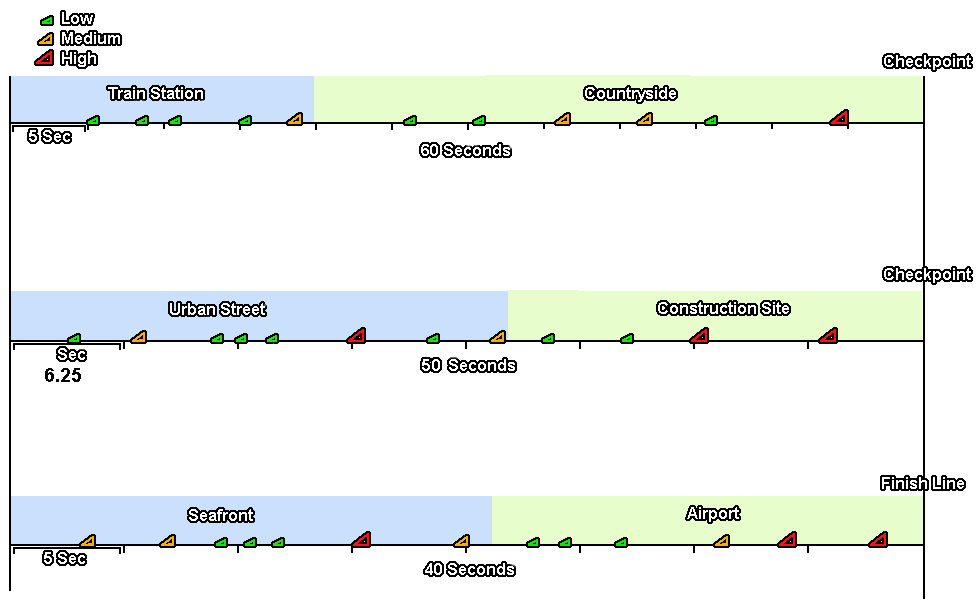 Low
Medium
High
Checkpoint
Train Station
Countryside
5 Sec
60 Seconds
Checkpoint
Urban Street
Construction Site
Sec
6.25
50 Seconds
Finish Line
Seafront
Airport
5 Sec
40 Seconds